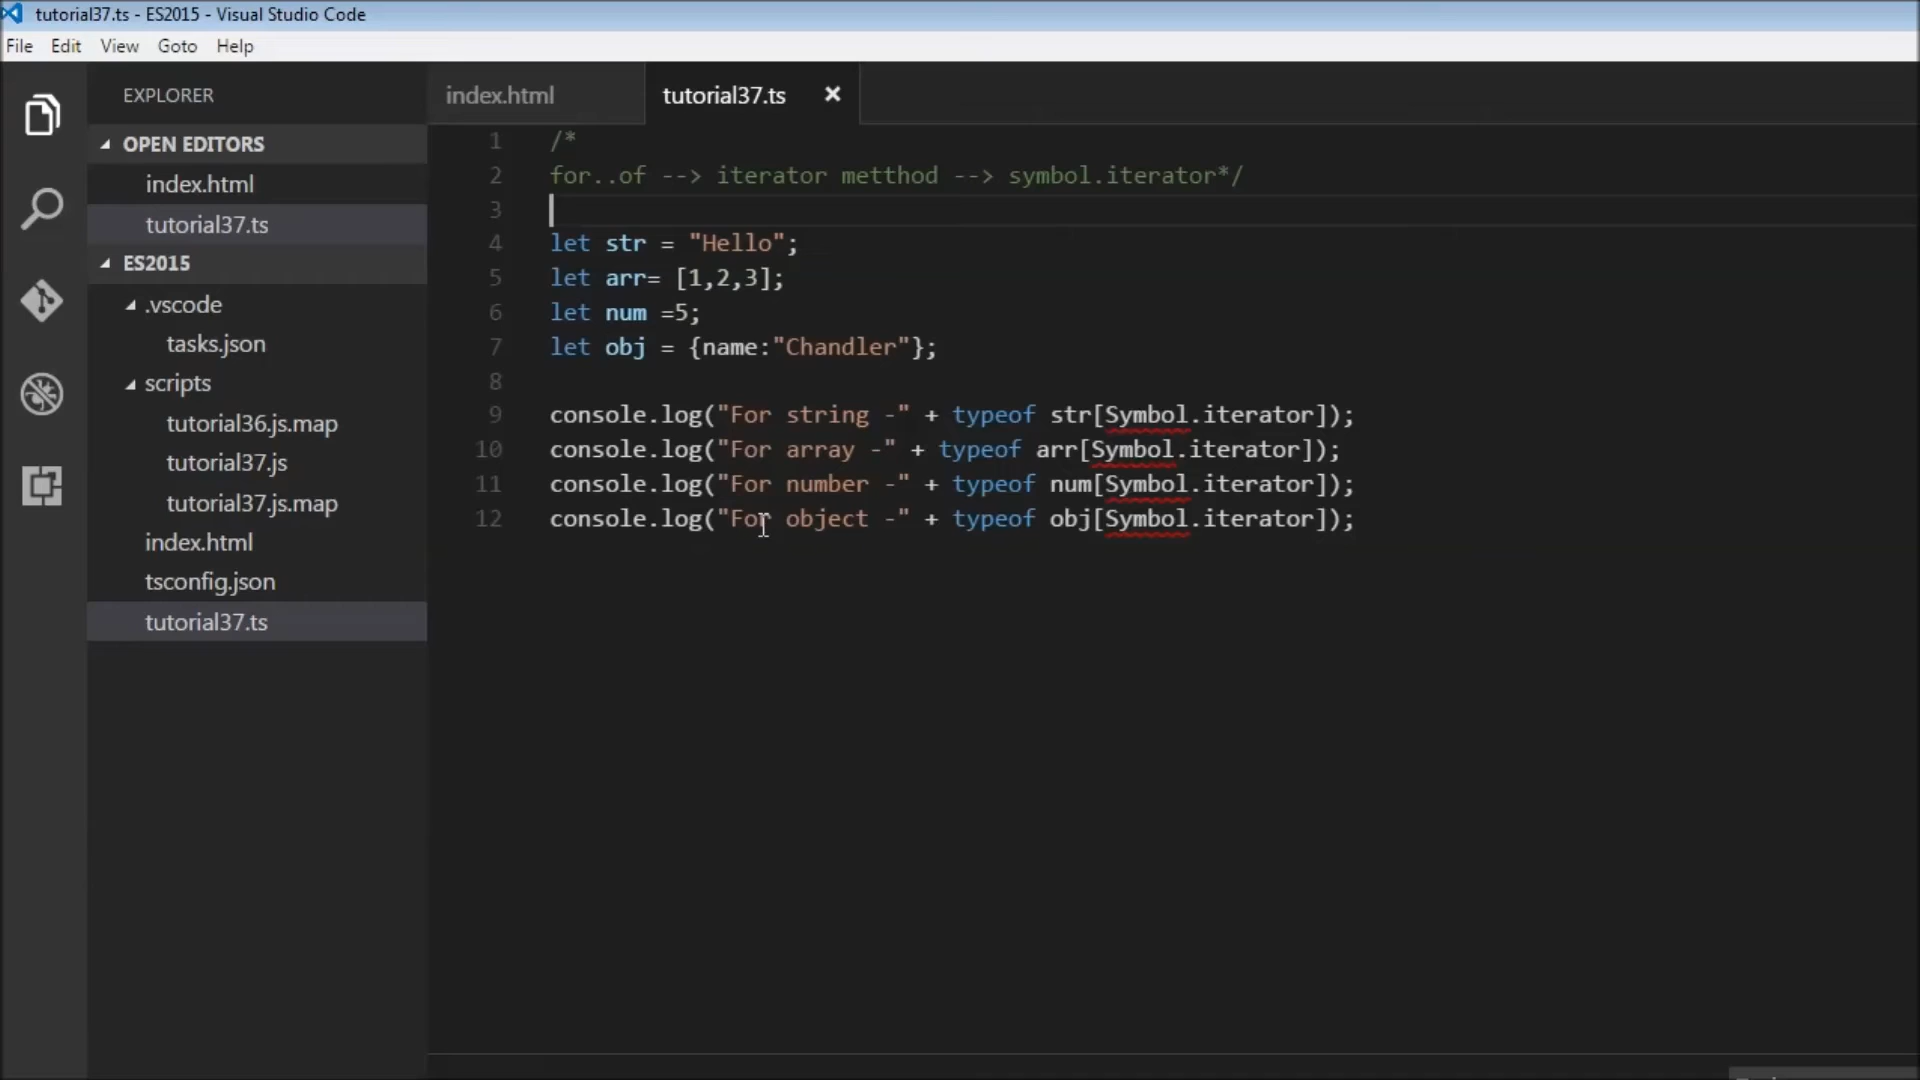 tutorial37.ts - ES2015 - Visual Studio Code
File Edit View Goto Help
EXPLORER
OPEN EDITORS
index.html
tutorial37.ts
ES2015
.vscode
tasks.json
scripts
tutorial36.js.map
tutorial37.js
tutorial37.js.map
index.html
tsconfig.json
tutorial37.ts
index.html tutorial37.ts
1 /*
2 for..of --> iterator metthod --> symbol.iterator*/
3
4 let str = "Hello";
5 let arr= [1,2,3];
6 let num =5;
7 let obj = {name:"Chandler"};
8
9 console.log("For string -" + typeof str[Symbol.iterator]);
10 console.log("For array -" + typeof arr[Symbol.iterator]);
11 console.log("For number -" + typeof num[Symbol.iterator]);
12 console.log("For object -" + typeof obj[Symbol.iterator]);